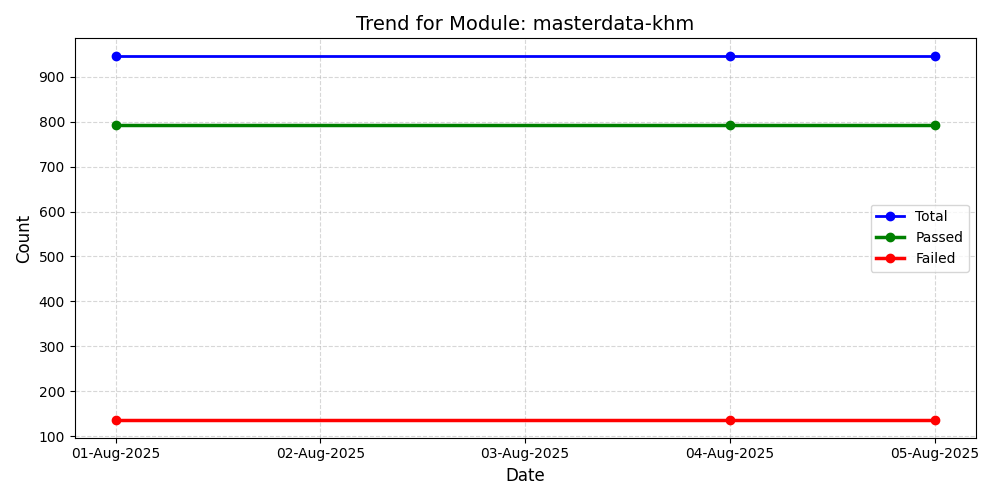 Trend for Module: masterdata-khm
Count
900
800
700
600
500
400
300
200
100
Total
Passed
Failed
01-Aug-2025 02-Aug-2025 03-Aug-2025 04-Aug-2025 05-Aug-2025
Date